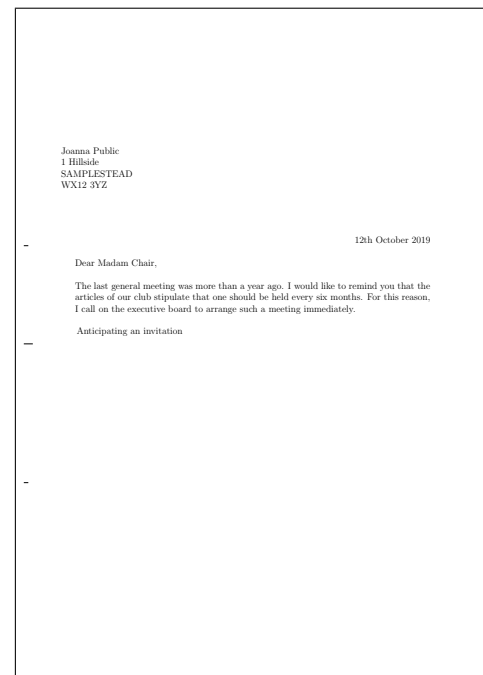 Joanna Public
1 Hillside
SAMPLESTEAD
WX12 3YZ
12th October 2019
Dear Madam Chair,
The last general meeting was more than a year ago. I would like to remind you that the
articles of our club stipulate that one should be held every six months. For this reason,
I call on the executive board to arrange such a meeting immediately.
Anticipating an invitation